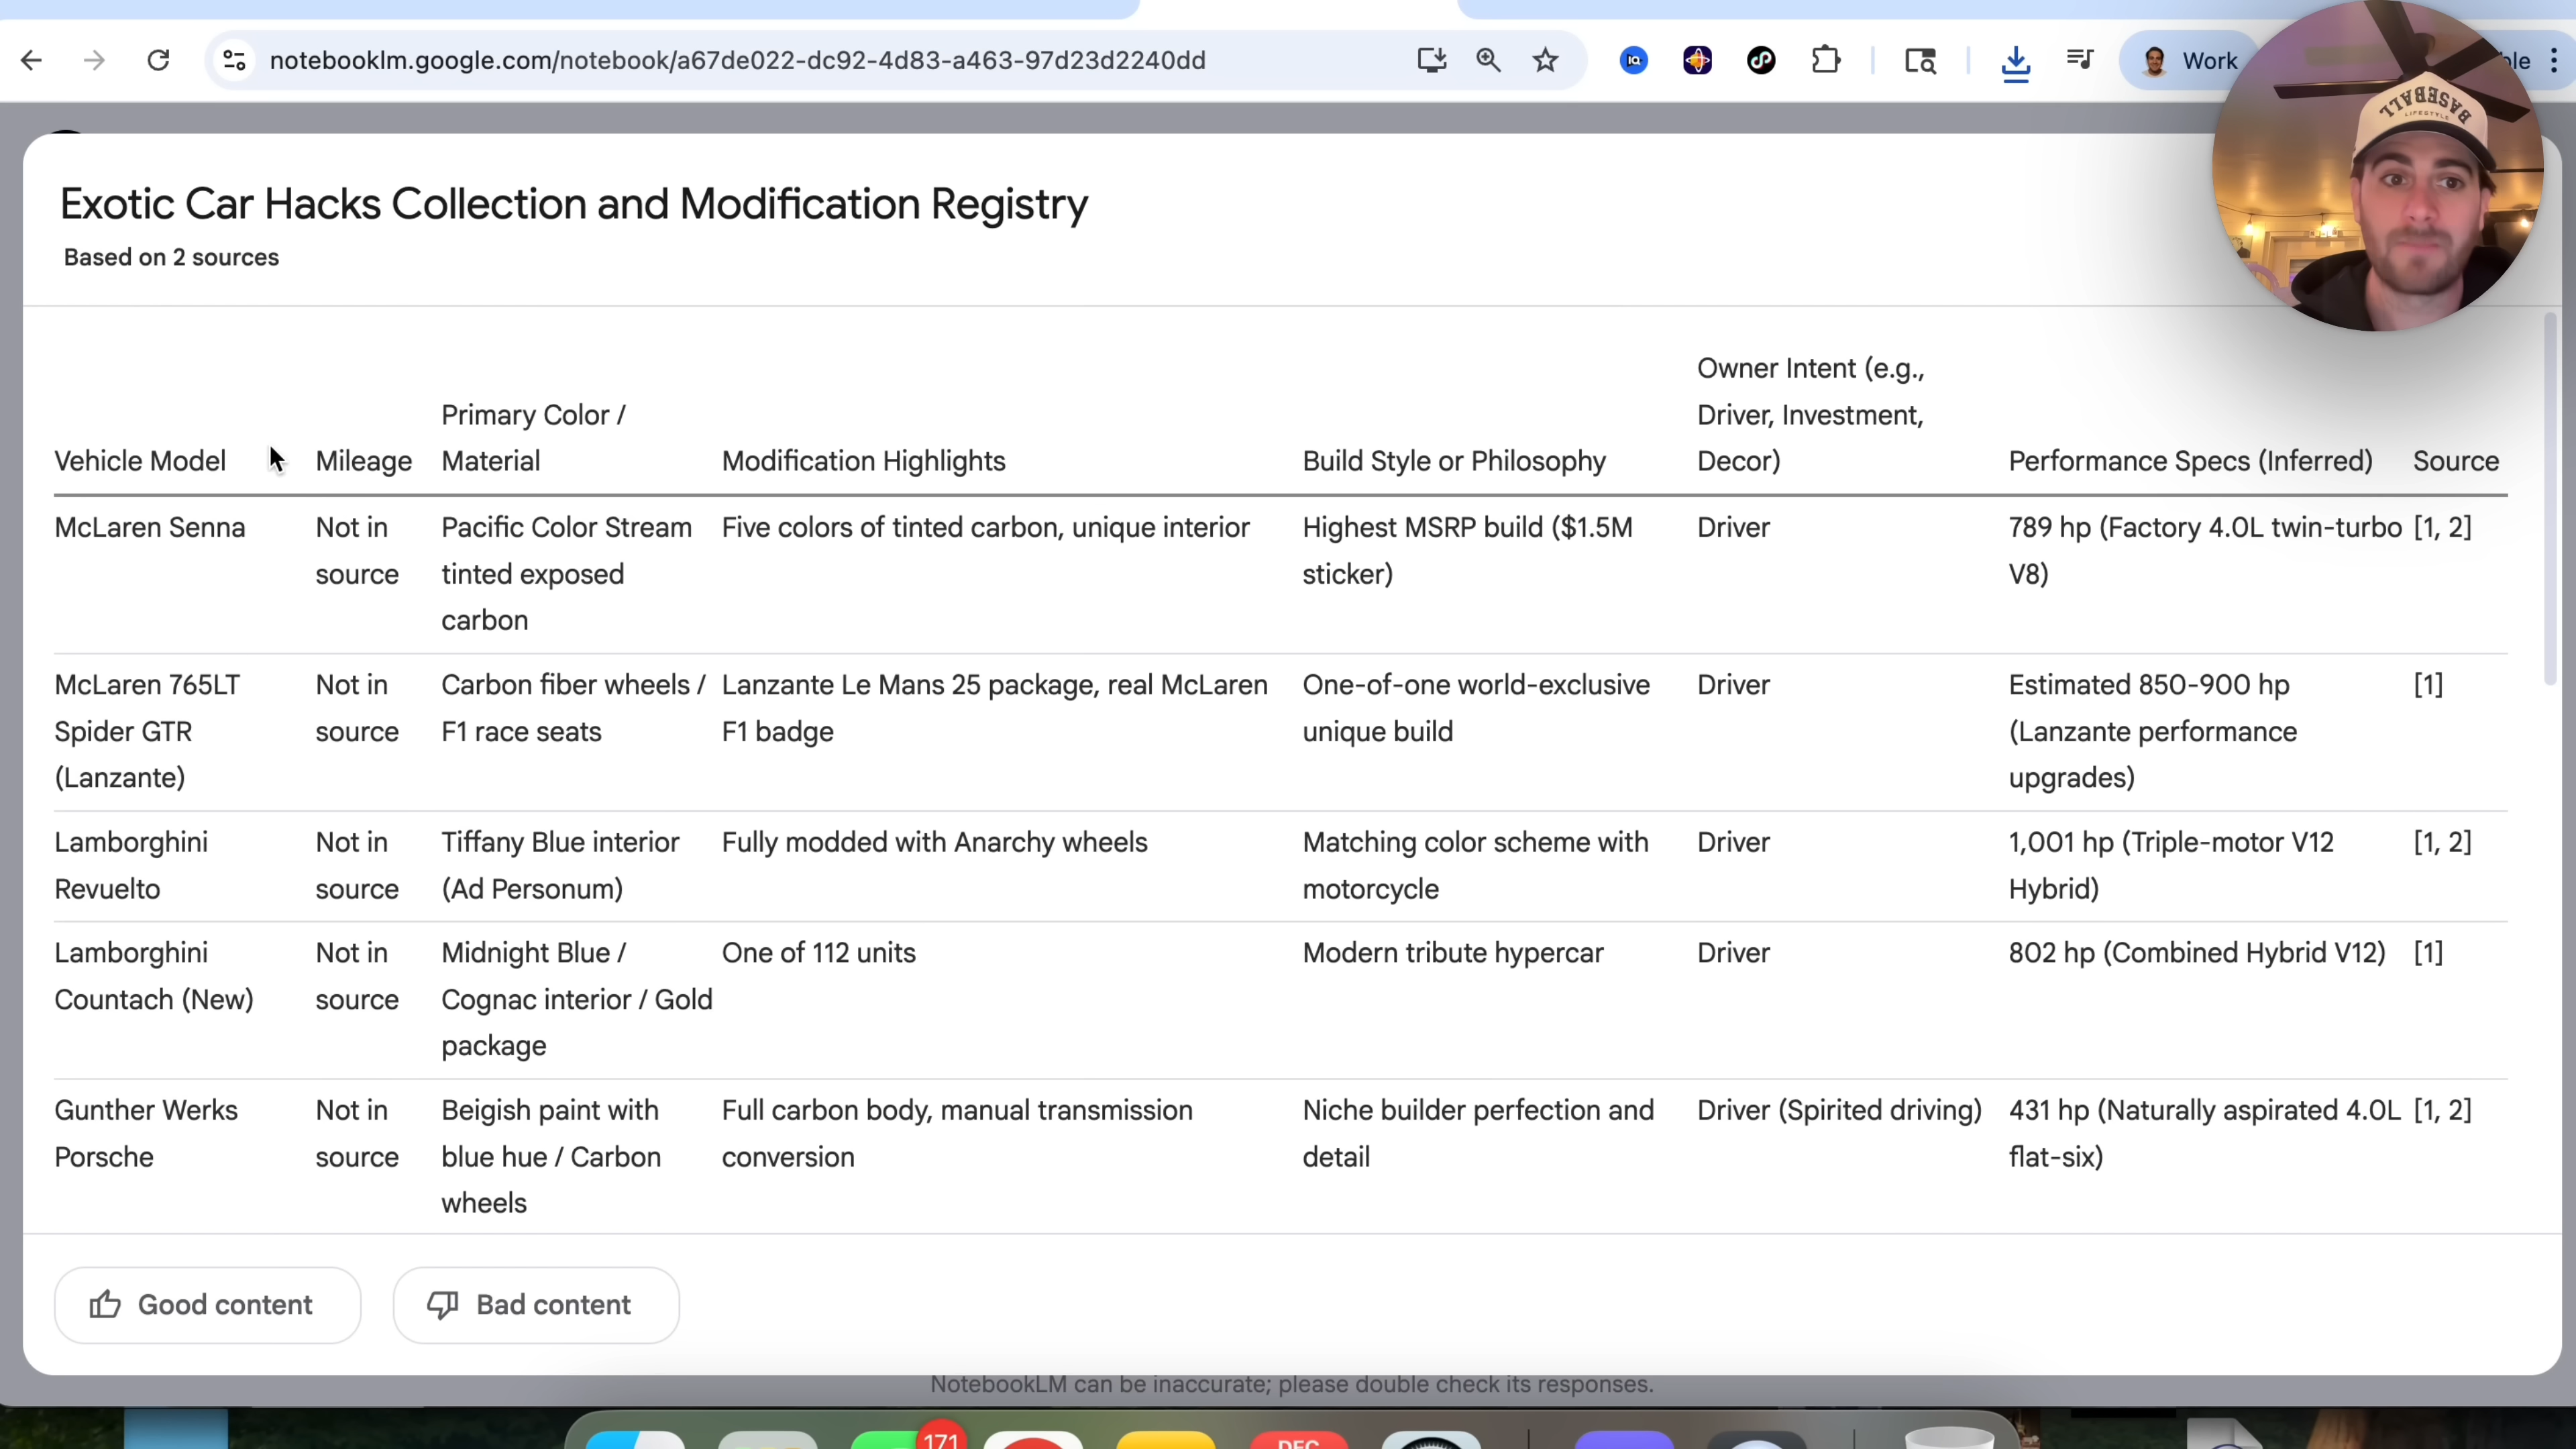 notebooklm.google.com/notebook/a67de022-dc92-4d83-a463-97d23d2240dd
Work
ble
BASEBALL
LIFESTYLE
Exotic Car Hacks Collection and Modification Registry
Based on 2 sources
Vehicle Model
Mileage
Primary Color /
Material
Modification Highlights
Build Style or Philosophy
Owner Intent (e.g.,
Driver, Investment,
Decor)
Performance Specs (Inferred)
Source
McLaren Senna
Not in
source
Pacific Color Stream
tinted exposed
carbon
Five colors of tinted carbon, unique interior
Highest MSRP build ($1.5M
sticker)
Driver
789 hp (Factory 4.0L twin-turbo
V8)
[1, 2]
McLaren 765LT
Spider GTR
(Lanzante)
Not in
source
Carbon fiber wheels /
F1 race seats
Lanzante Le Mans 25 package, real McLaren
F1 badge
One-of-one world-exclusive
unique build
Driver
Estimated 850-900 hp
(Lanzante performance
upgrades)
[1]
Lamborghini
Revuelto
Not in
source
Tiffany Blue interior
(Ad Personum)
Fully modded with Anarchy wheels
Matching color scheme with
motorcycle
Driver
1,001 hp (Triple-motor V12
Hybrid)
[1, 2]
Lamborghini
Countach (New)
Not in
source
Midnight Blue /
Cognac interior / Gold
package
One of 112 units
Modern tribute hypercar
Driver
802 hp (Combined Hybrid V12)
[1]
Gunther Werks
Porsche
Not in
source
Beigish paint with
blue hue / Carbon
wheels
Full carbon body, manual transmission
conversion
Niche builder perfection and
detail
Driver (Spirited driving)
431 hp (Naturally aspirated 4.0L
flat-six)
[1, 2]
Good content
Bad content
NotebookLM can be inaccurate; please double check its responses.
171
DEC